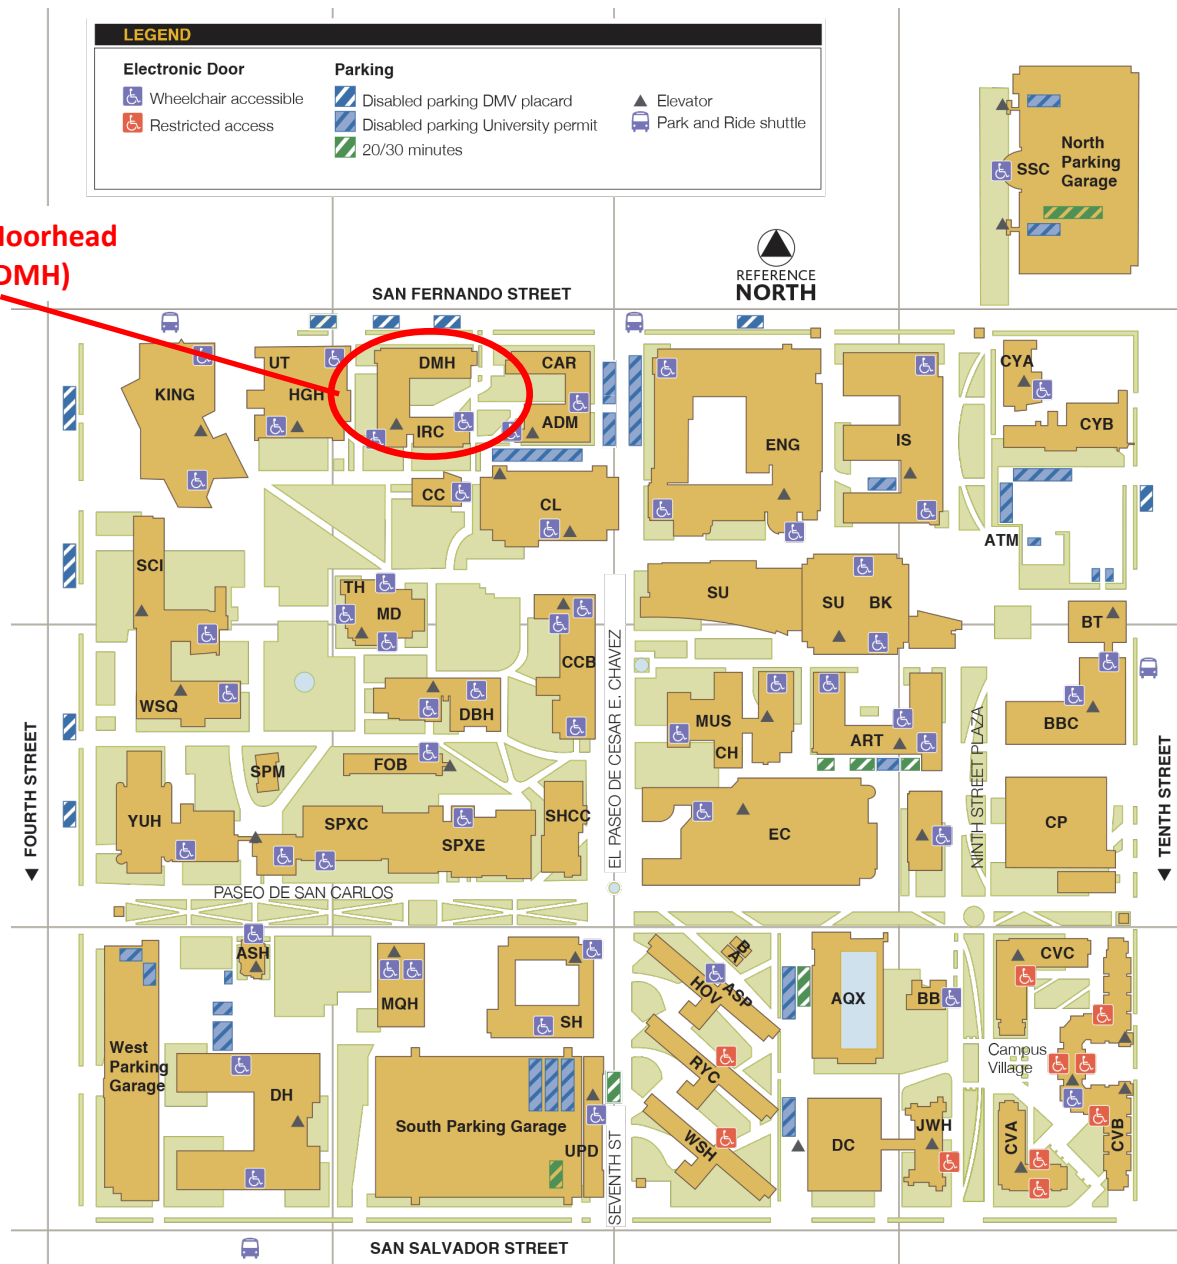 LEGEND
Electronic Door
Wheelchair accessible
Restricted access
Parking
Disabled parking DMV placard
Disabled parking University permit
20/30 minutes
Elevator
Park and Ride shuttle
SSC
North
Parking
Garage
oorhead
DMH)
REFERENCE
NORTH
SAN FERNANDO STREET
KING
UT
HGH
DMH
IRC
CAR
ADM
ENG
IS
CYA
CYB
CC
CL
ATM
SCI
TH
MD
SU
SU
BK
BT
CCB
WSQ
DBH
MUS
CH
ART
BBC
EL PASEO DE CESAR E. CHAVEZ
NINTH STREET PLAZA
FOURTH STREET
TENTH STREET
SPM
FOB
YUH
SPXC
SPXE
SHCC
EC
CP
PASEO DE SAN CARLOS
ASH
MQH
SH
B
A
HOV
ASP
AQX
BB
CVC
West
Parking
Garage
DH
RYC
Campus
Village
South Parking Garage
UPD
SEVENTH ST
WSH
DC
JWH
CVA
CVB
SAN SALVADOR STREET